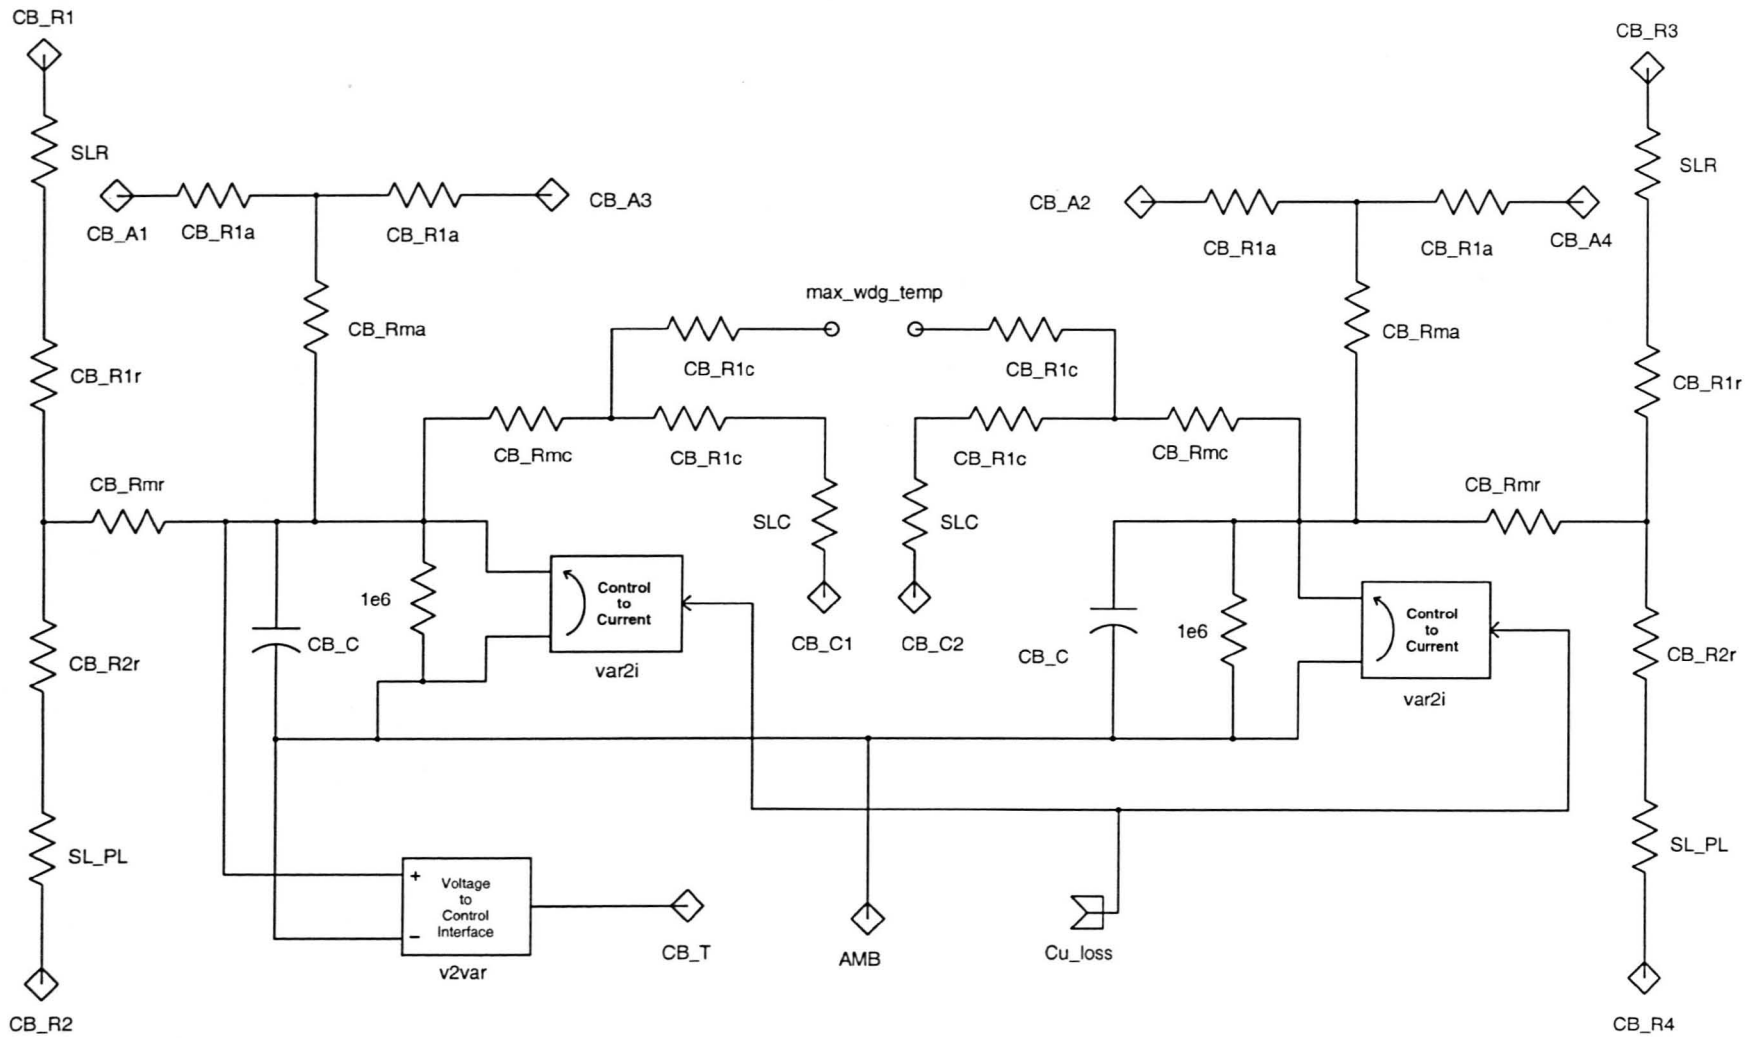 CB_R1
CB_R3
SLR
SLR
CB_A1
CB_R1a
CB_R1a
CB_A3
CB_A2
CB_R1a
CB_R1a
CB_A4
max_wdg_temp
CB_Rma
CB_Rma
CB_R1r
CB_R1c
CB_R1c
CB_R1r
CB_Rmc
CB_R1c
CB_R1c
CB_Rmc
CB_Rmr
CB_Rmr
SLC
SLC
1e6
Control
to
Current
var2i
CB_C
CB_C1
CB_C2
CB_C
1e6
Control
to
Current
var2i
CB_R2r
CB_R2r
SL_PL
SL_PL
+
Voltage
to
Control
Interface
−
v2var
CB_T
AMB
Cu_loss
CB_R2
CB_R4